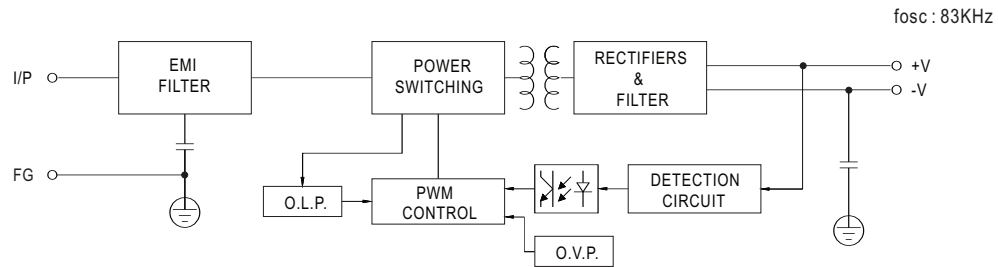 fosc : 83KHz
I/P
EMI
FILTER
POWER
SWITCHING
RECTIFIERS
&
FILTER
+V
-V
FG
O.L.P.
PWM
CONTROL
DETECTION
CIRCUIT
O.V.P.